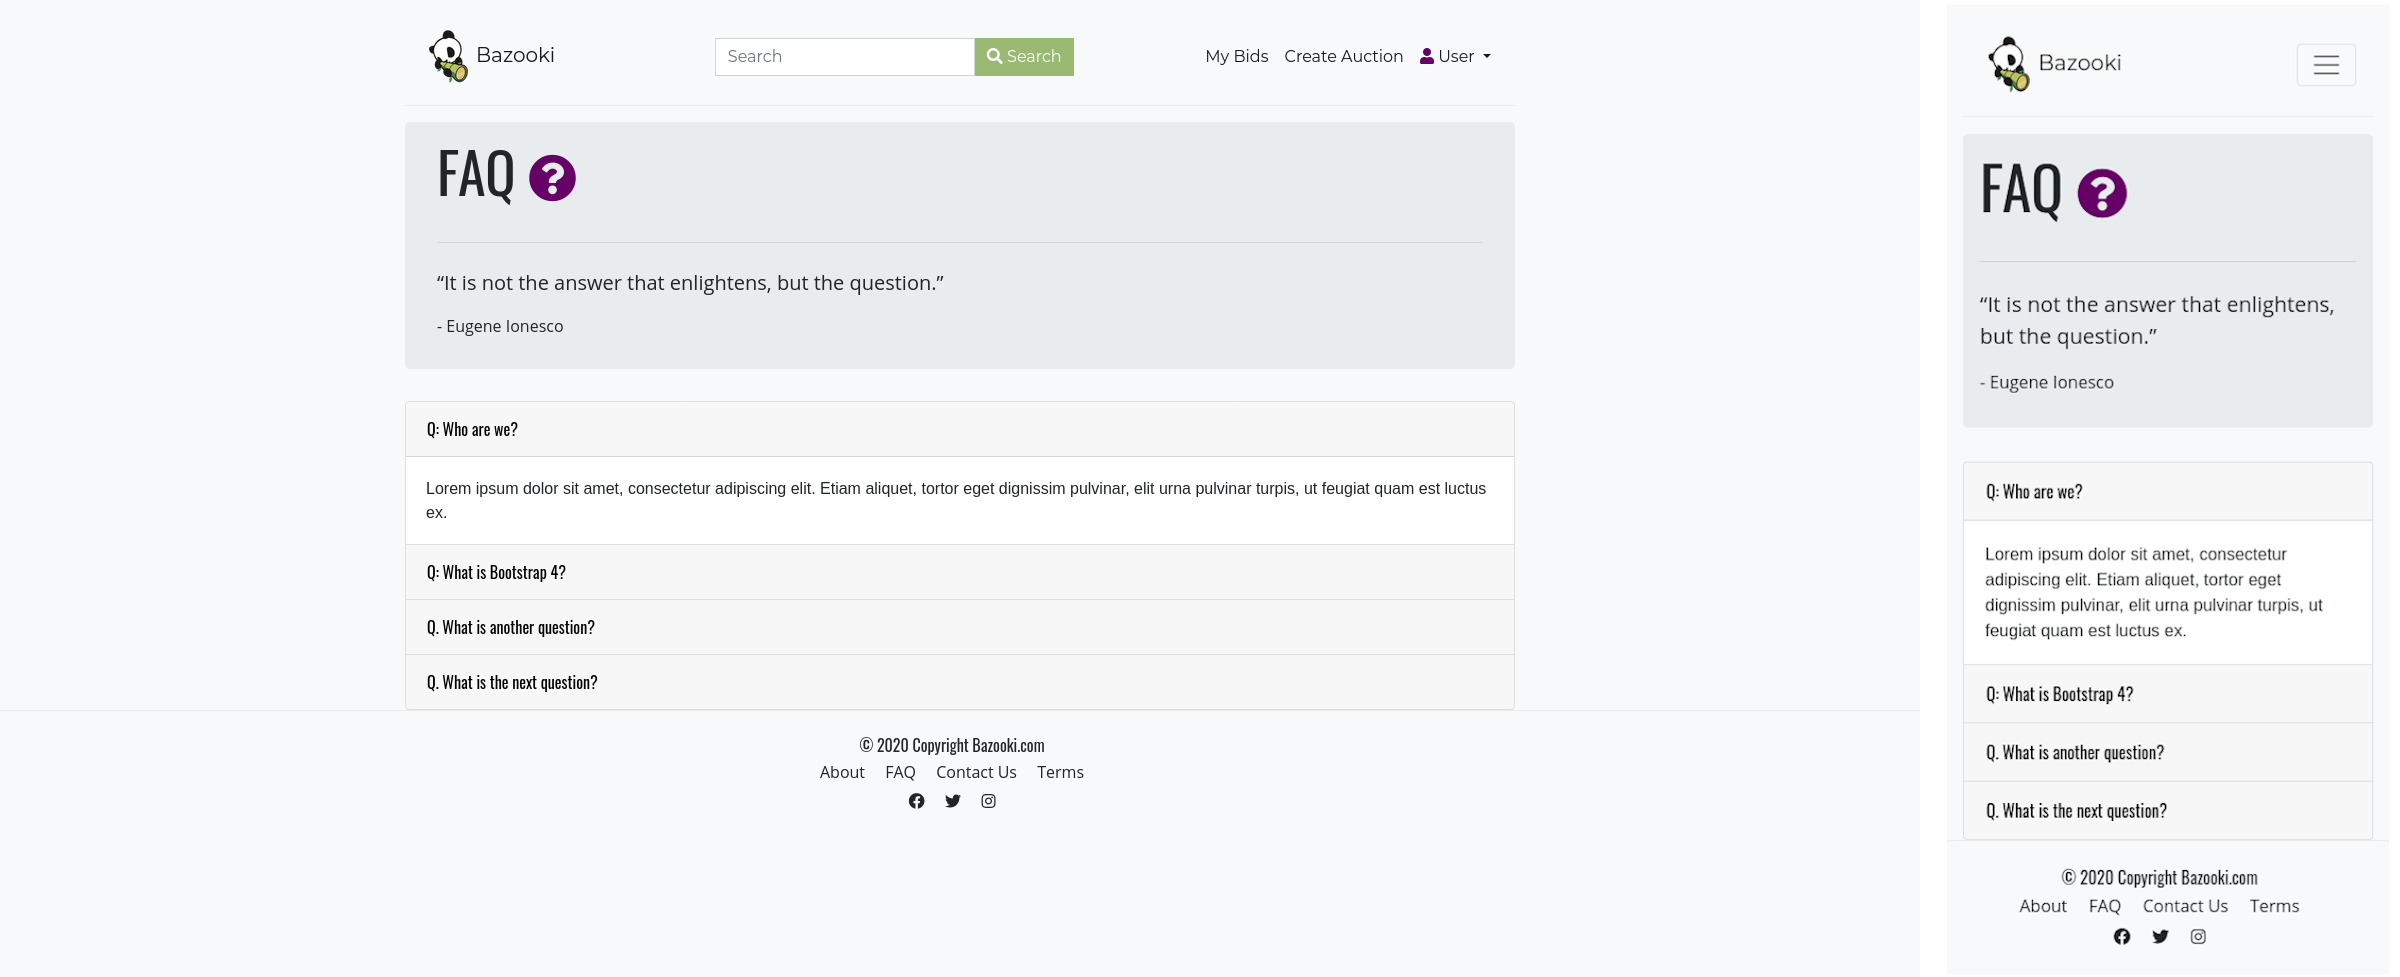 Bazooki
Search
Search
My Bids
Create Auction
User
FAQ ?
“It is not the answer that enlightens, but the question.”
- Eugene Ionesco
Q: Who are we?
Lorem ipsum dolor sit amet, consectetur adipiscing elit. Etiam aliquet, tortor eget dignissim pulvinar, elit urna pulvinar turpis, ut feugiat quam est luctus
ex.
Q: What is Bootstrap 4?
Q. What is another question?
Q. What is the next question?
© 2020 Copyright Bazooki.com
About FAQ Contact Us Terms
Bazooki
FAQ ?
“It is not the answer that enlightens,
but the question.”
- Eugene Ionesco
Q: Who are we?
Lorem ipsum dolor sit amet, consectetur
adipiscing elit. Etiam aliquet, tortor eget
dignissim pulvinar, elit urna pulvinar turpis, ut
feugiat quam est luctus ex.
Q: What is Bootstrap 4?
Q. What is another question?
Q. What is the next question?
© 2020 Copyright Bazooki.com
About FAQ Contact Us Terms